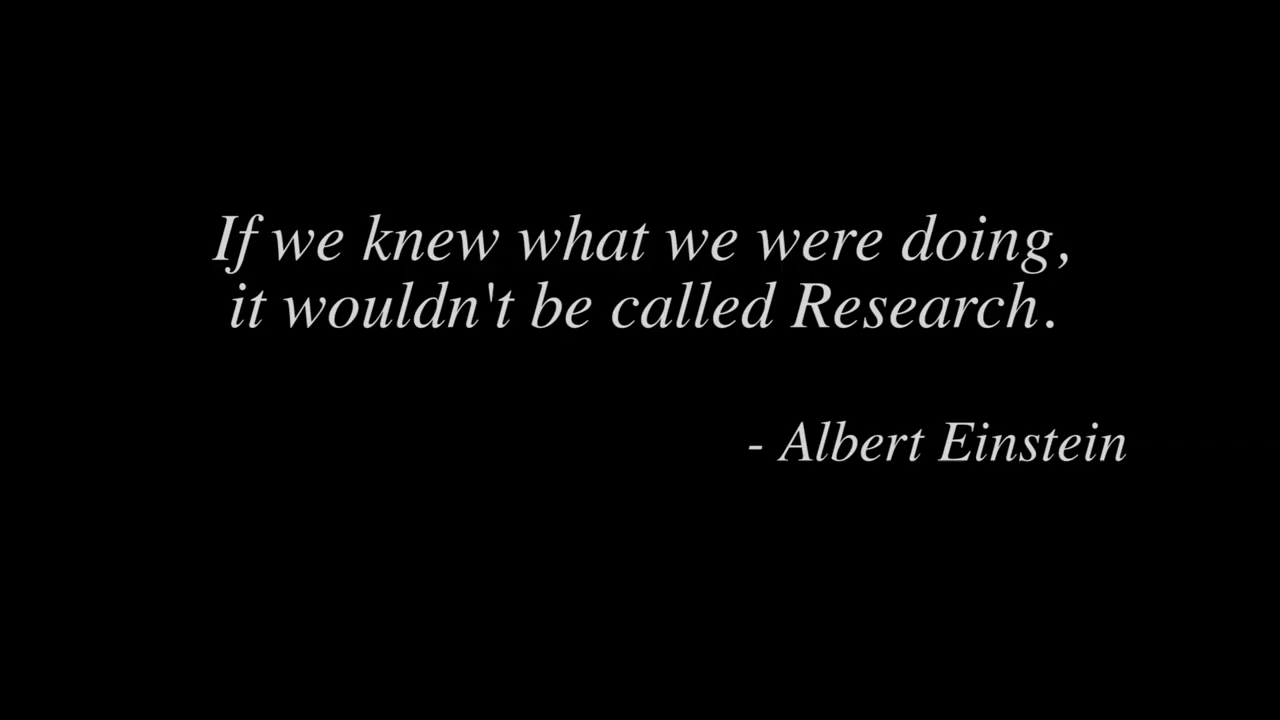 If we knew what we were doing,
it wouldn't be called Research.
- Albert Einstein